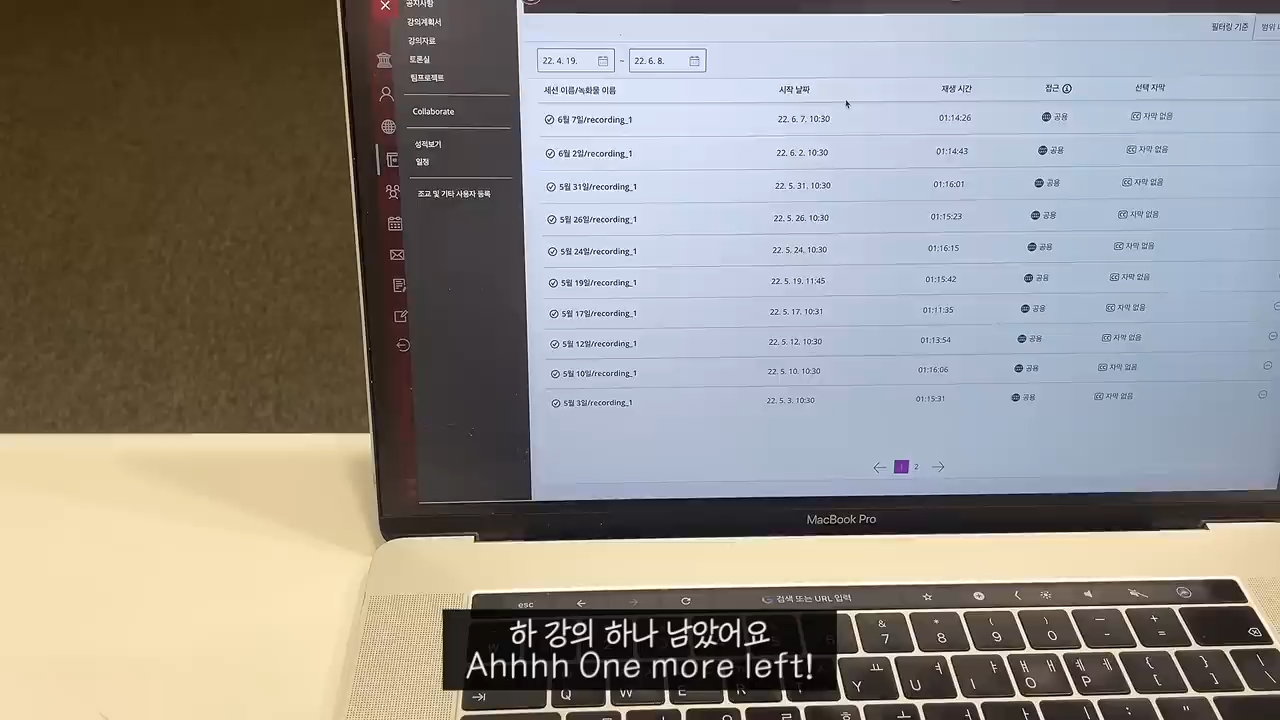 공지사항
강의계획서
강의자료
토론실
팀프로젝트
Collaborate
성적보기
일정
조교 및 기타 사용자 등록
필터링 기준
22. 4. 19. ~ 22. 6. 8.
세션 이름/녹화물 이름 시작 날짜 재생 시간 접근 선택 자막
6월 7일/recording_1 22. 6. 7. 10:30 01:14:26 공용 자막 없음
6월 2일/recording_1 22. 6. 2. 10:30 01:14:43 공용 자막 없음
5월 31일/recording_1 22. 5. 31. 10:30 01:16:01 공용 자막 없음
5월 26일/recording_1 22. 5. 26. 10:30 01:15:23 공용 자막 없음
5월 24일/recording_1 22. 5. 24. 10:30 01:16:15 공용 자막 없음
5월 19일/recording_1 22. 5. 19. 11:45 01:15:42 공용 자막 없음
5월 17일/recording_1 22. 5. 17. 10:31 01:11:35 공용 자막 없음
5월 12일/recording_1 22. 5. 12. 10:30 01:13:54 공용 자막 없음
5월 10일/recording_1 22. 5. 10. 10:30 01:16:06 공용 자막 없음
5월 3일/recording_1 22. 5. 3. 10:30 01:15:31 공용 자막 없음
1 2
MacBook Pro
esc 검색 또는 URL 입력
& 7 * 8 ( 9 ) 0 — - + =
하 강의 하나 남았어요
Ahhhh One more left!
Q W E R T Y ㅛ U ㅕ I ㅑ O ㅐ ㅒ P ㅔ ㅖ { [ } ] | \